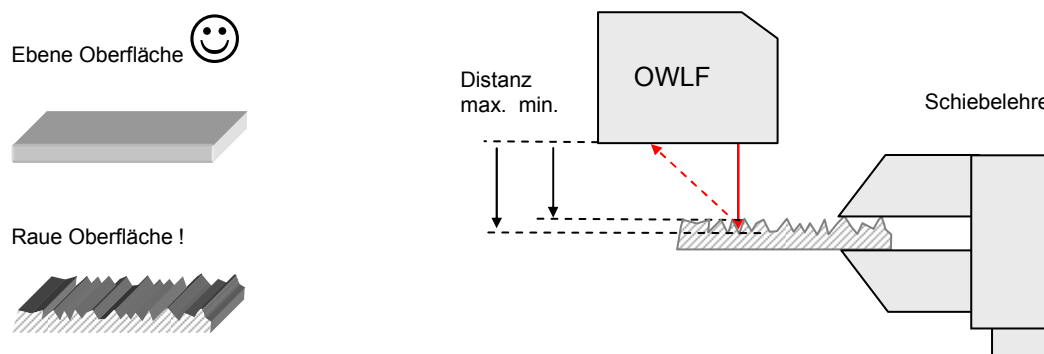 Ebene Oberfläche
Distanz
max. min.
OWLF
Schiebelehre
Raue Oberfläche !